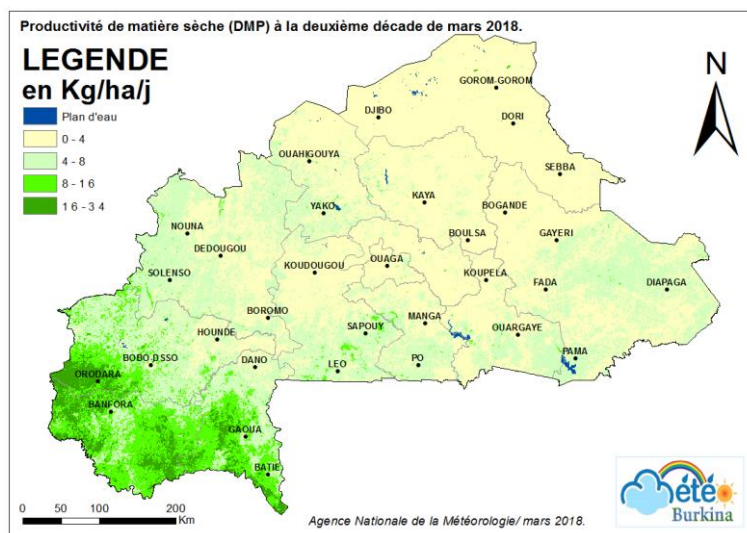 Productivité de matière sèche (DMP) à la deuxième décade de mars 2018.
LEGENDE
en Kg/ha/j
Plan d'eau
0 - 4
4 - 8
8 - 16
16 - 34
N
GOROM-GOROM
DJIBO
DORI
OUAHIGOUYA
SEBBA
YAKO
KAYA
BOGANDE
NOUNA
BOULSA
GAYERI
DEDOUGOU
OUAGA
SOLENSO
KOUDOUGOU
KOUPELA
FADA
DIAPAGA
BOROMO
MANGA
HOUNDE
SAPOUY
OUARGAYE
BOBO-DSSO
DANO
LEO
PO
PAMA
ORODARA
BANFORA
GAOUA
BATIE
0 50 100 200
Km
Agence Nationale de la Météorologie/ mars 2018.
Météo
Burkina